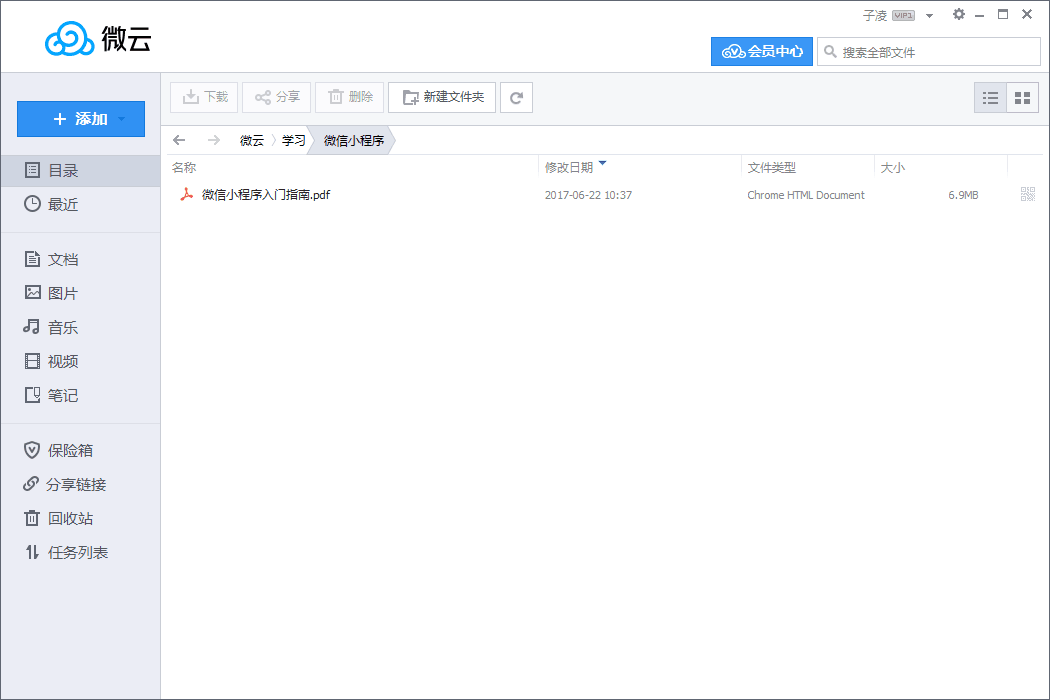 子凌 VIP1
微云
会员中心
搜索全部文件
添加
下载
分享
删除
新建文件夹
微云
学习
微信小程序
名称
修改日期
文件类型
大小
微信小程序入门指南.pdf
2017-06-22 10:37
Chrome HTML Document
6.9MB
目录
最近
文档
图片
音乐
视频
笔记
保险箱
分享链接
回收站
任务列表